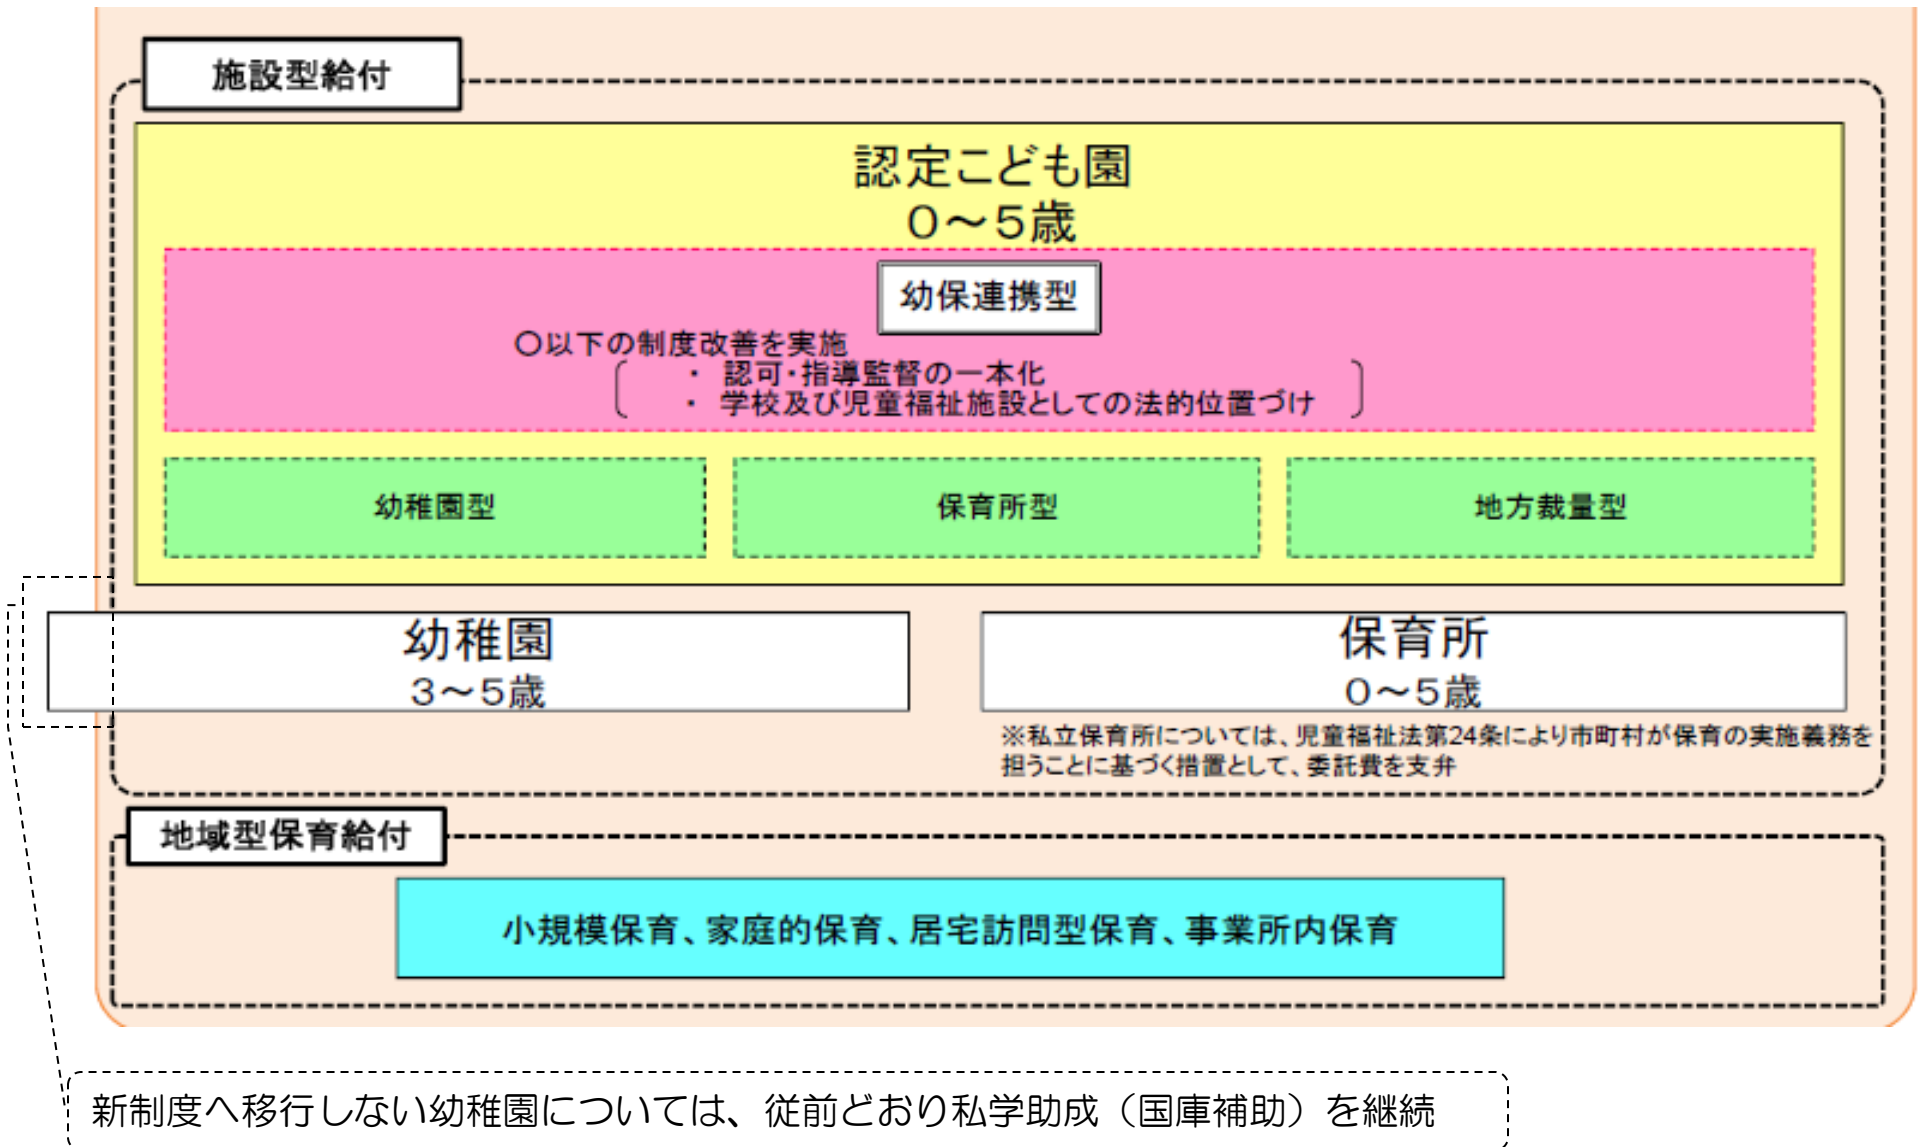 施設型給付
認定こども園
０～５歳
幼保連携型
○以下の制度改善を実施
・ 認可・指導監督の一本化
・ 学校及び児童福祉施設としての法的位置づけ
幼稚園型
保育所型
地方裁量型
幼稚園
３～５歳
保育所
０～５歳
※私立保育所については、児童福祉法第24条により市町村が保育の実施義務を
担うことに基づく措置として、委託費を支弁
地域型保育給付
小規模保育、家庭的保育、居宅訪問型保育、事業所内保育
新制度へ移行しない幼稚園については、従前どおり私学助成（国庫補助）を継続